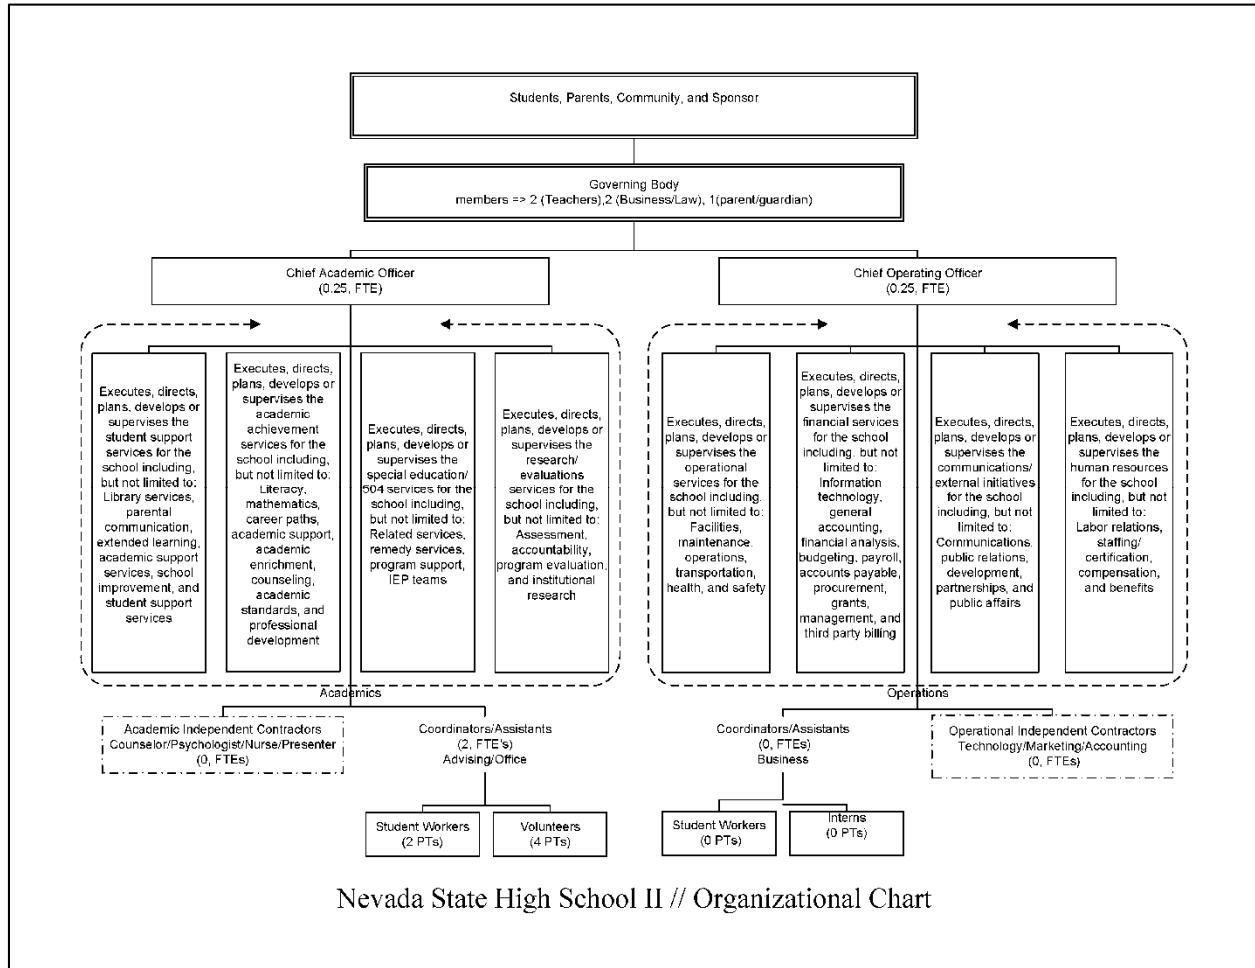 Students, Parents, Community, and Sponsor
Governing Body
members => 2 (Teachers),2 (Business/Law), 1(parent/guardian)
Chief Academic Officer
(0.25, FTE)
Chief Operating Officer
(0.25, FTE)
Executes, directs,
plans, develops or
supervises the
student support
services for the
school including,
but not limited to:
Library services,
parental
communication,
extended learning,
academic support
services, school
improvement, and
student support
services
Executes, directs,
plans, develops or
supervises the
academic
achievement
services for the
school including,
but not limited to:
Literacy,
mathematics,
career paths,
academic support,
academic
enrichment,
counseling,
academic
standards, and
professional
development
Executes, directs,
plans, develops or
supervises the
special education/
504 services for the
school including,
but not limited to:
Related services,
remedy services,
program support,
IEP teams
Executes, directs,
plans, develops or
supervises the
research/
evaluations
services for the
school including,
but not limited to:
Assessment,
accountability,
program evaluation,
and institutional
research
Executes, directs,
plans, develops or
supervises the
operational
services for the
school including,
but not limited to:
Facilities,
maintenance,
operations,
transportation,
health, and safety
Executes, directs,
plans, develops or
supervises the
financial services
for the school
including, but not
limited to:
Information
technology,
general
accounting,
financial analysis,
budgeting, payroll,
accounts payable,
procurement,
grants,
management, and
third party billing
Executes, directs,
plans, develops or
supervises the
communications/
external initiatives
for the school
including, but not
limited to:
Communications,
public relations,
development,
partnerships, and
public affairs
Executes, directs,
plans, develops or
supervises the
human resources
for the school
including, but not
limited to:
Labor relations,
staffing/
certification,
compensation,
and benefits
Academics
Operations
Academic Independent Contractors
Counselor/Psychologist/Nurse/Presenter
(0, FTEs)
Coordinators/Assistants
(2, FTE's)
Advising/Office
Coordinators/Assistants
(0, FTEs)
Business
Operational Independent Contractors
Technology/Marketing/Accounting
(0, FTEs)
Student Workers
(2 PTs)
Volunteers
(4 PTs)
Student Workers
(0 PTs)
Interns
(0 PTs)
Nevada State High School II // Organizational Chart